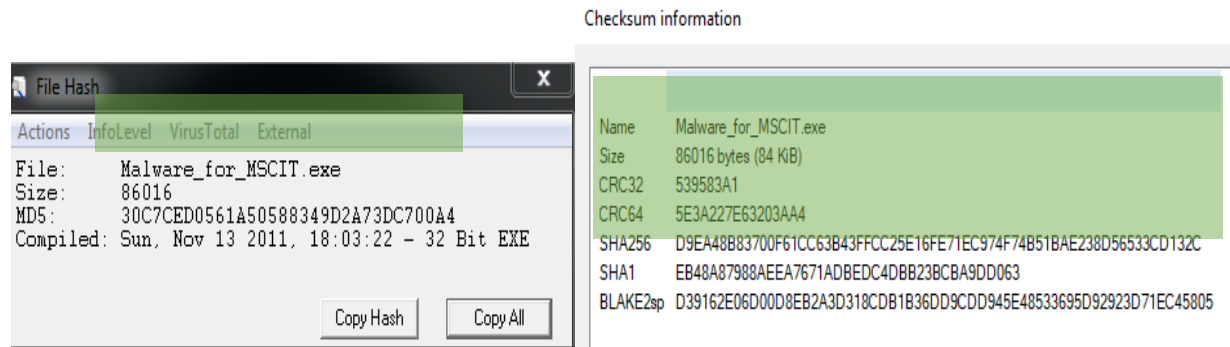 Checksum information
File Hash
X
Actions InfoLevel VirusTotal External
File: Malware_for_MSCIT.exe
Size: 86016
MD5: 30C7CED0561A50588349D2A73DC700A4
Compiled: Sun, Nov 13 2011, 18:03:22 - 32 Bit EXE
Copy Hash
Copy All
Name Malware_for_MSCIT.exe
Size 86016 bytes (84 KiB)
CRC32 539583A1
CRC64 5E3A227E63203AA4
SHA256 D9EA48B83700F61CC63B43FFCC25E16FE71EC974F74B51BAE238D56533CD132C
SHA1 EB48A87988AEEA7671ADBEDC4DBB23BCBA9DD063
BLAKE2sp D39162E06D00D8EB2A3D318CDB1B36DD9CDD945E48533695D92923D71EC45805